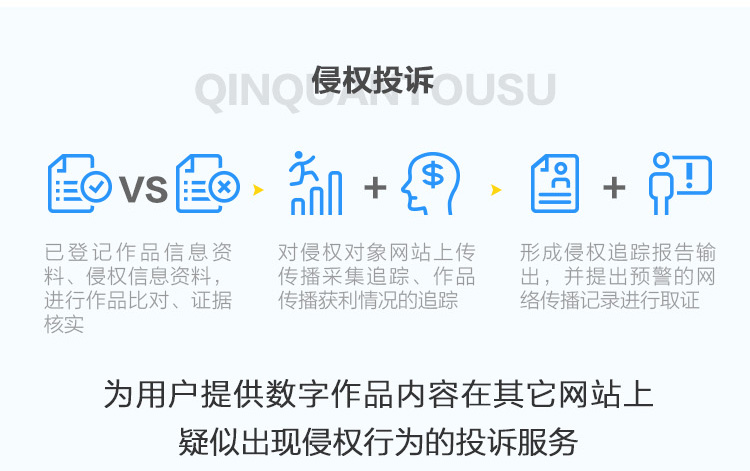 QINQUANTOUSU
侵权投诉
VS
+
$
+
!
已登记作品信息资
料、侵权信息资料，
进行作品比对、证据
核实
对侵权对象网站上传
传播采集追踪、作品
传播获利情况的追踪
形成侵权追踪报告输
出，并提出预警的网
络传播记录进行取证
为用户提供数字作品内容在其它网站上
疑似出现侵权行为的投诉服务